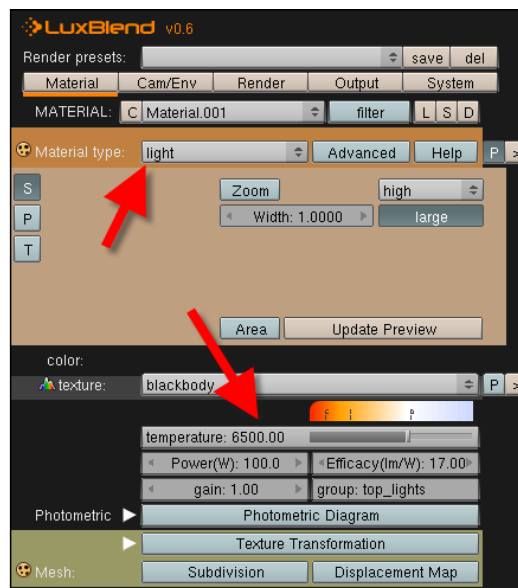 LuxBlend v0.6
Render presets: save del
Material Cam/Env Render Output System
MATERIAL: C Material.001 filter L S D
Material type: light Advanced Help P >
S Zoom high
P Width: 1.0000 large
T
Area Update Preview
color:
texture: blackbody P >
temperature: 6500.00
Power(W): 100.0 Efficacy(lm/W): 17.00
gain: 1.00 group: top_lights
Photometric Photometric Diagram
Texture Transformation
Mesh: Subdivision Displacement Map